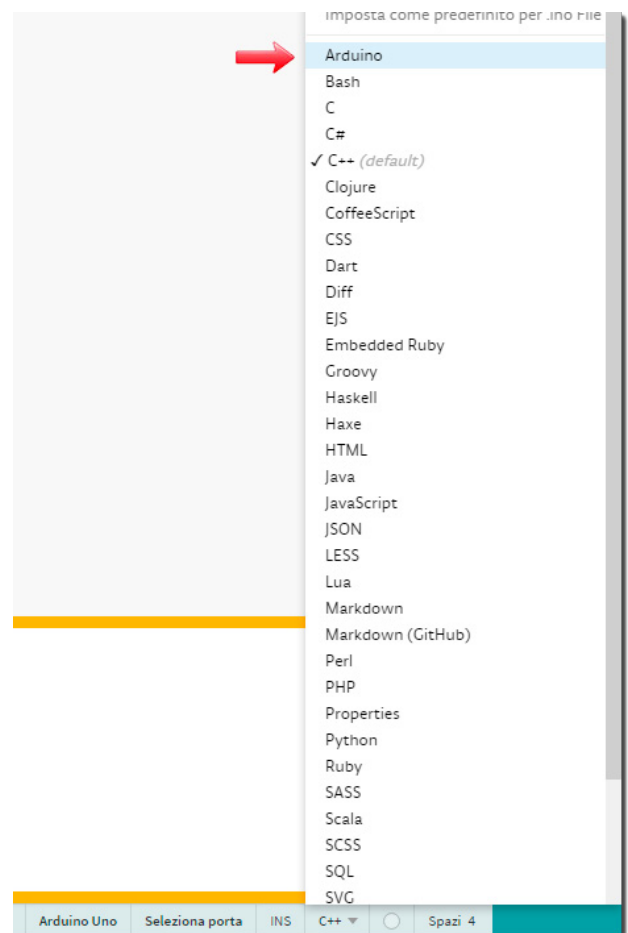 Imposta come predefinito per .ino File
Arduino
Bash
C
C#
✓ C++ (default)
Clojure
CoffeeScript
CSS
Dart
Diff
EJS
Embedded Ruby
Groovy
Haskell
Haxe
HTML
Java
JavaScript
JSON
LESS
Lua
Markdown
Markdown (GitHub)
Perl
PHP
Properties
Python
Ruby
SASS
Scala
SCSS
SQL
SVG
Arduino Uno Seleziona porta INS C++ Spazi 4